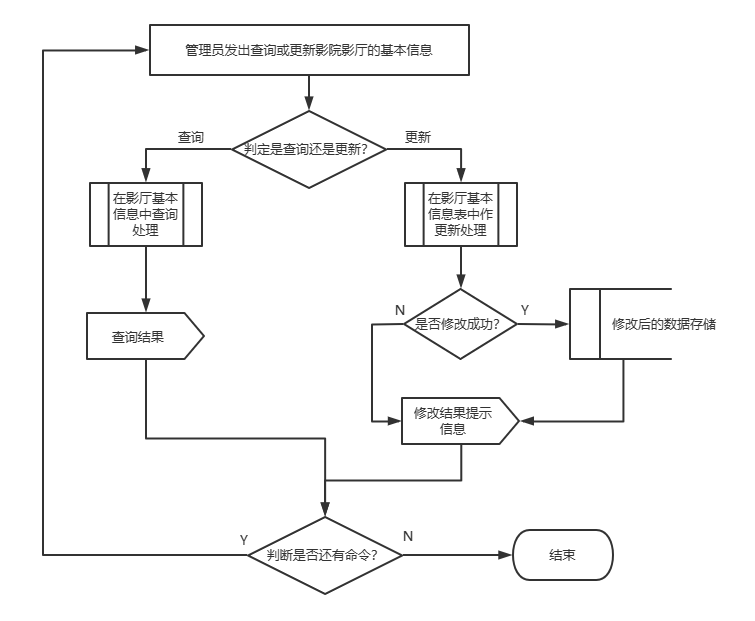 管理员发出查询或更新影院影厅的基本信息
查询
更新
判定是查询还是更新？
在影厅基本
信息中查询
处理
在影厅基本
信息表中作
更新处理
N
是否修改成功？
Y
修改后的数据存储
查询结果
修改结果提示
信息
Y
判断是否还有命令？
N
结束